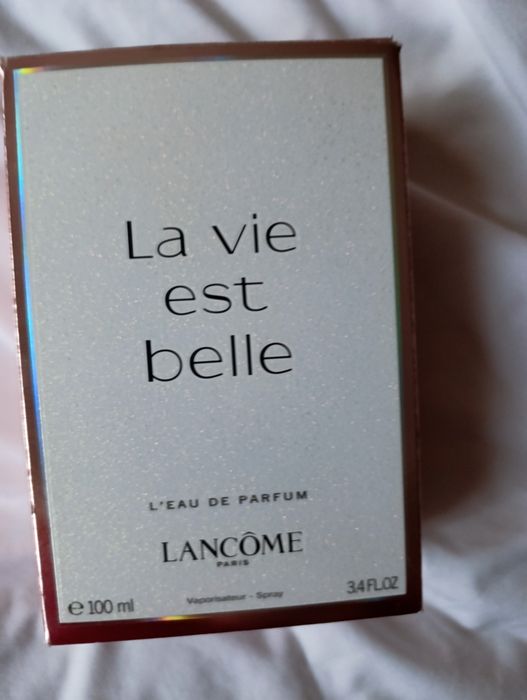 La vie
est
belle
L'EAU DE PARFUM
LANCÔME
PARIS
℮ 100 ml
Vaporisateur - Spray
3.4 FL.OZ